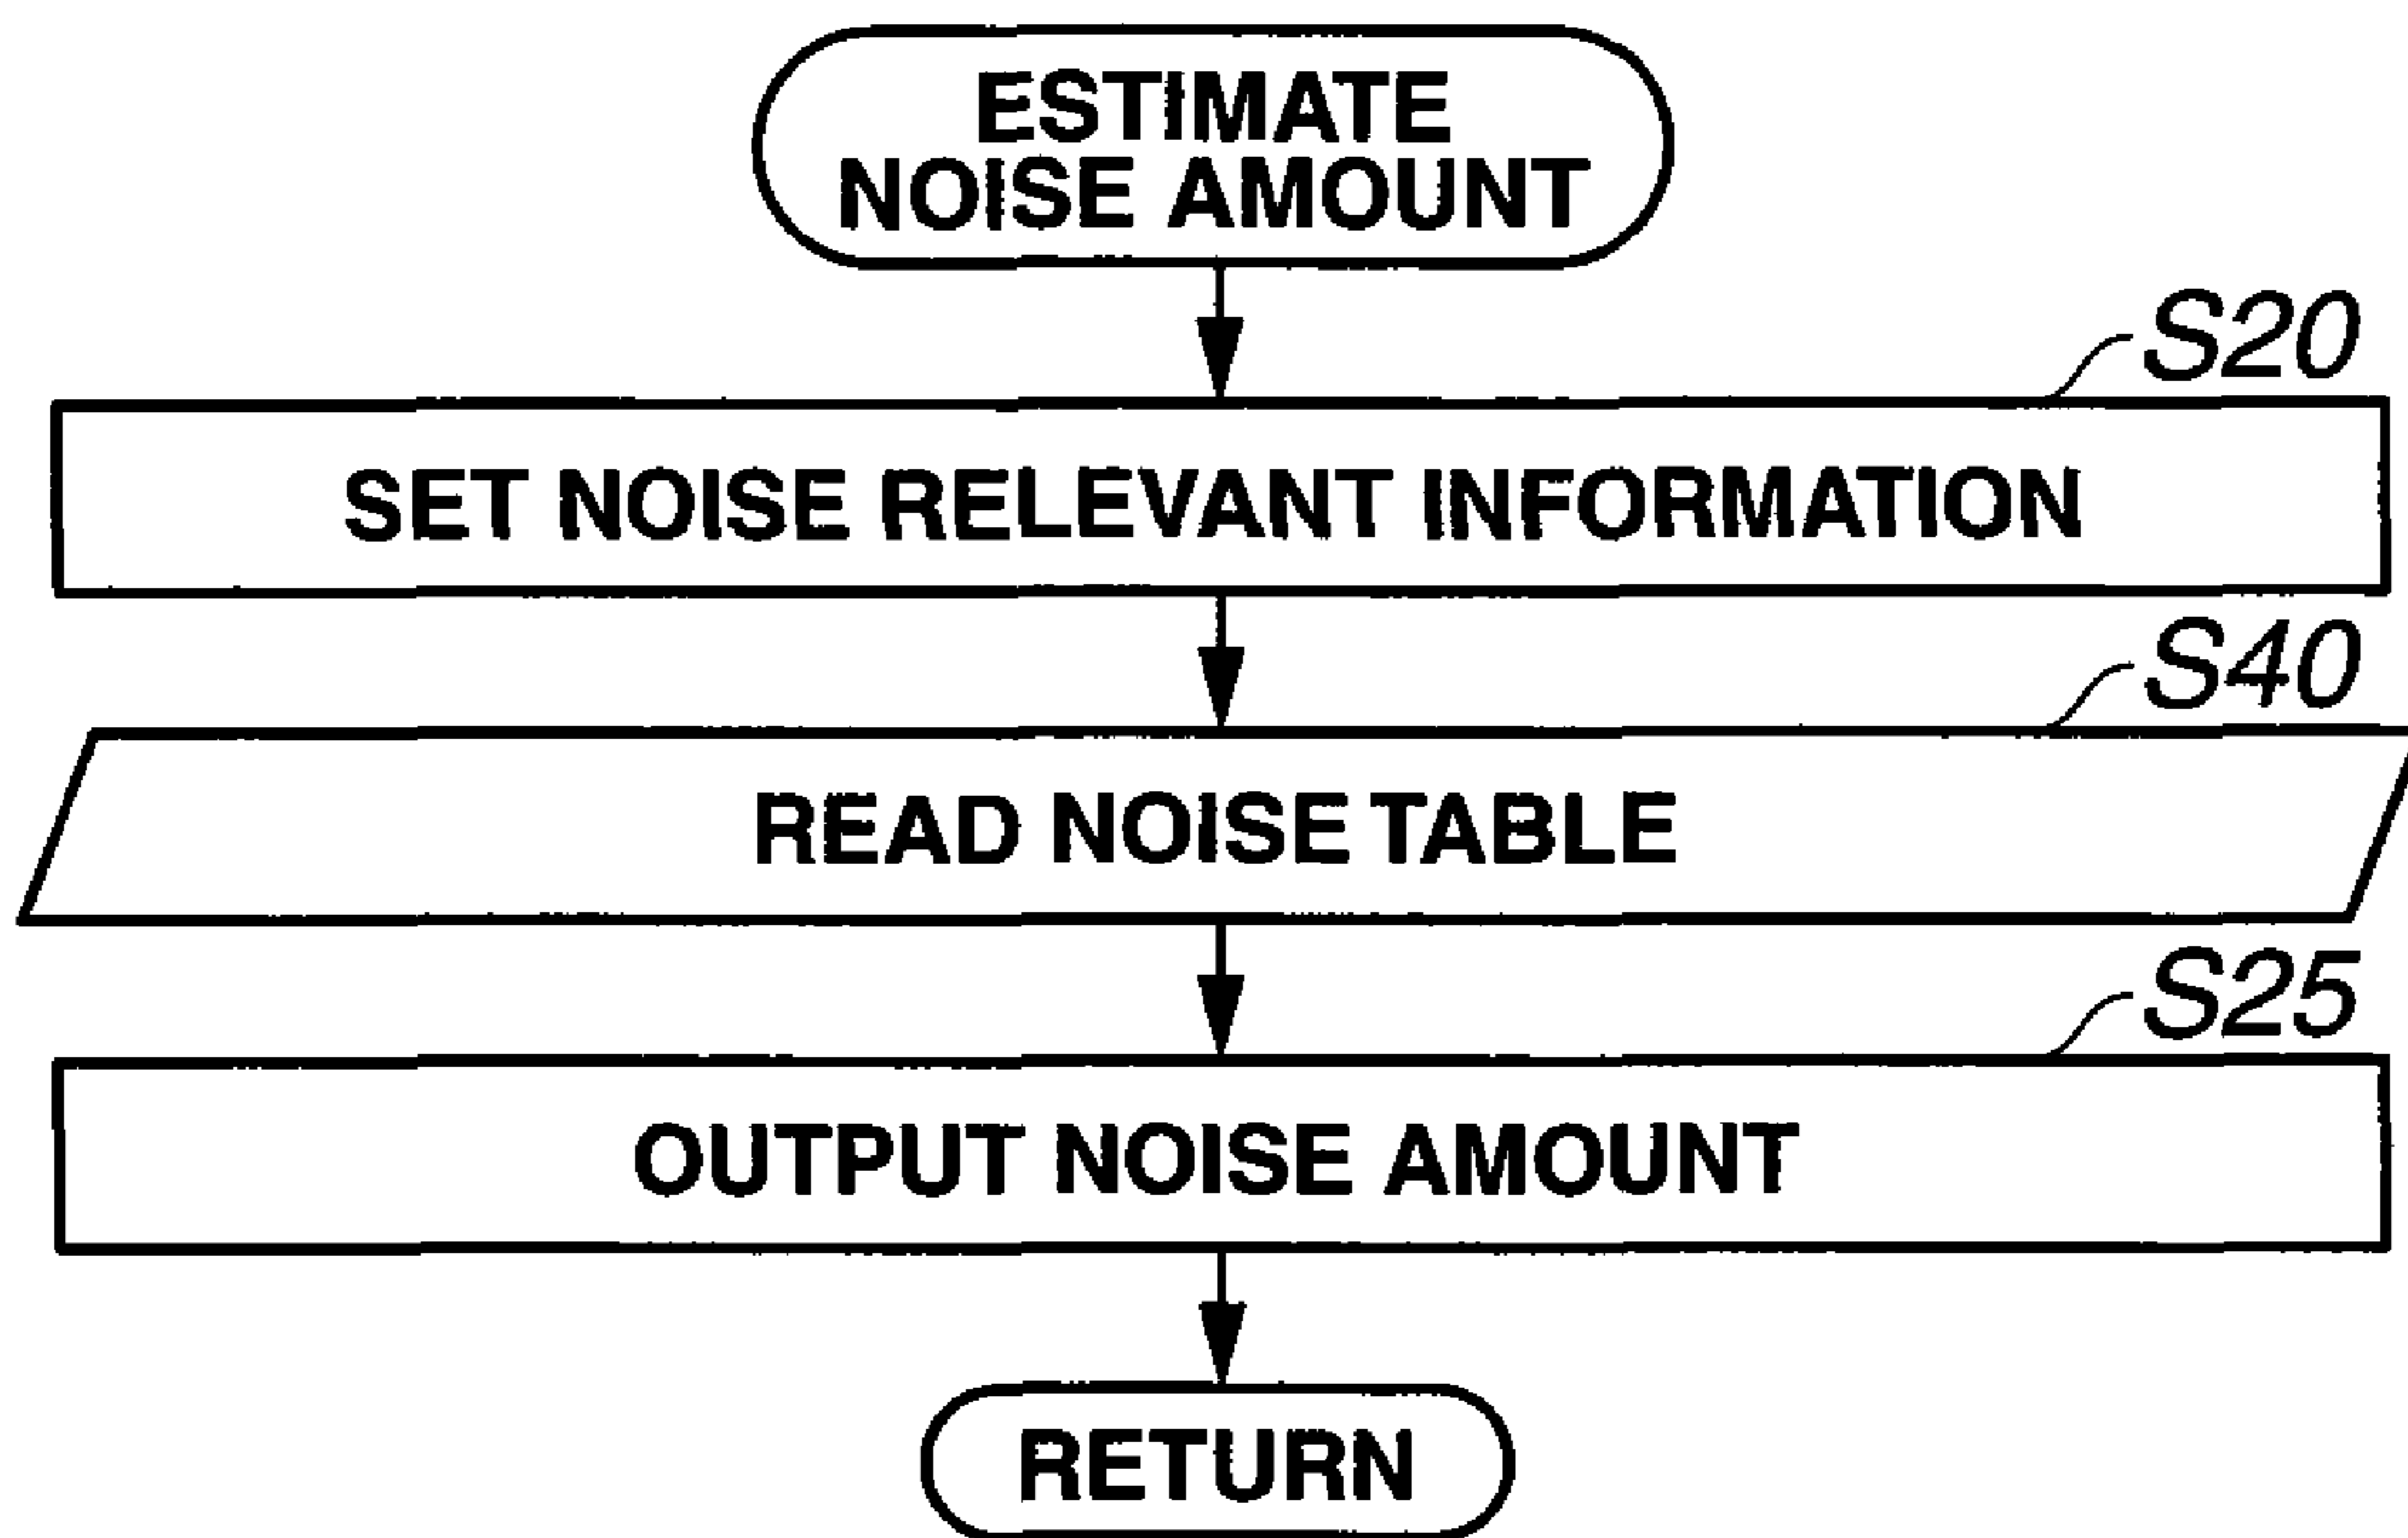 ESTIMATE
NOISE AMOUNT
S20
SET NOISE RELEVANT INFORMATION
S40
READ NOISE TABLE
S25
OUTPUT NOISE AMOUNT
RETURN